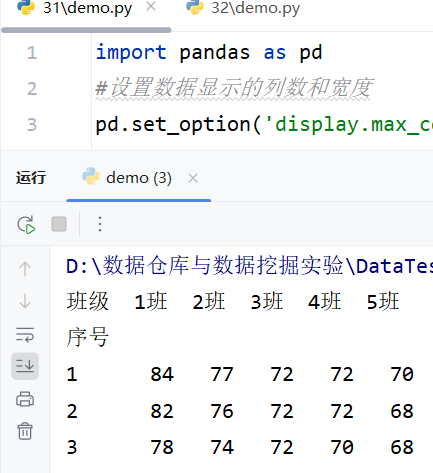 31\demo.py 32\demo.py
1 import pandas as pd
2 #设置数据显示的列数和宽度
3 pd.set_option('display.max_c
运行 demo (3)
D:\数据仓库与数据挖掘实验\DataTes
班级 1班 2班 3班 4班 5班
序号
1 84 77 72 72 70
2 82 76 72 72 68
3 78 74 72 70 68